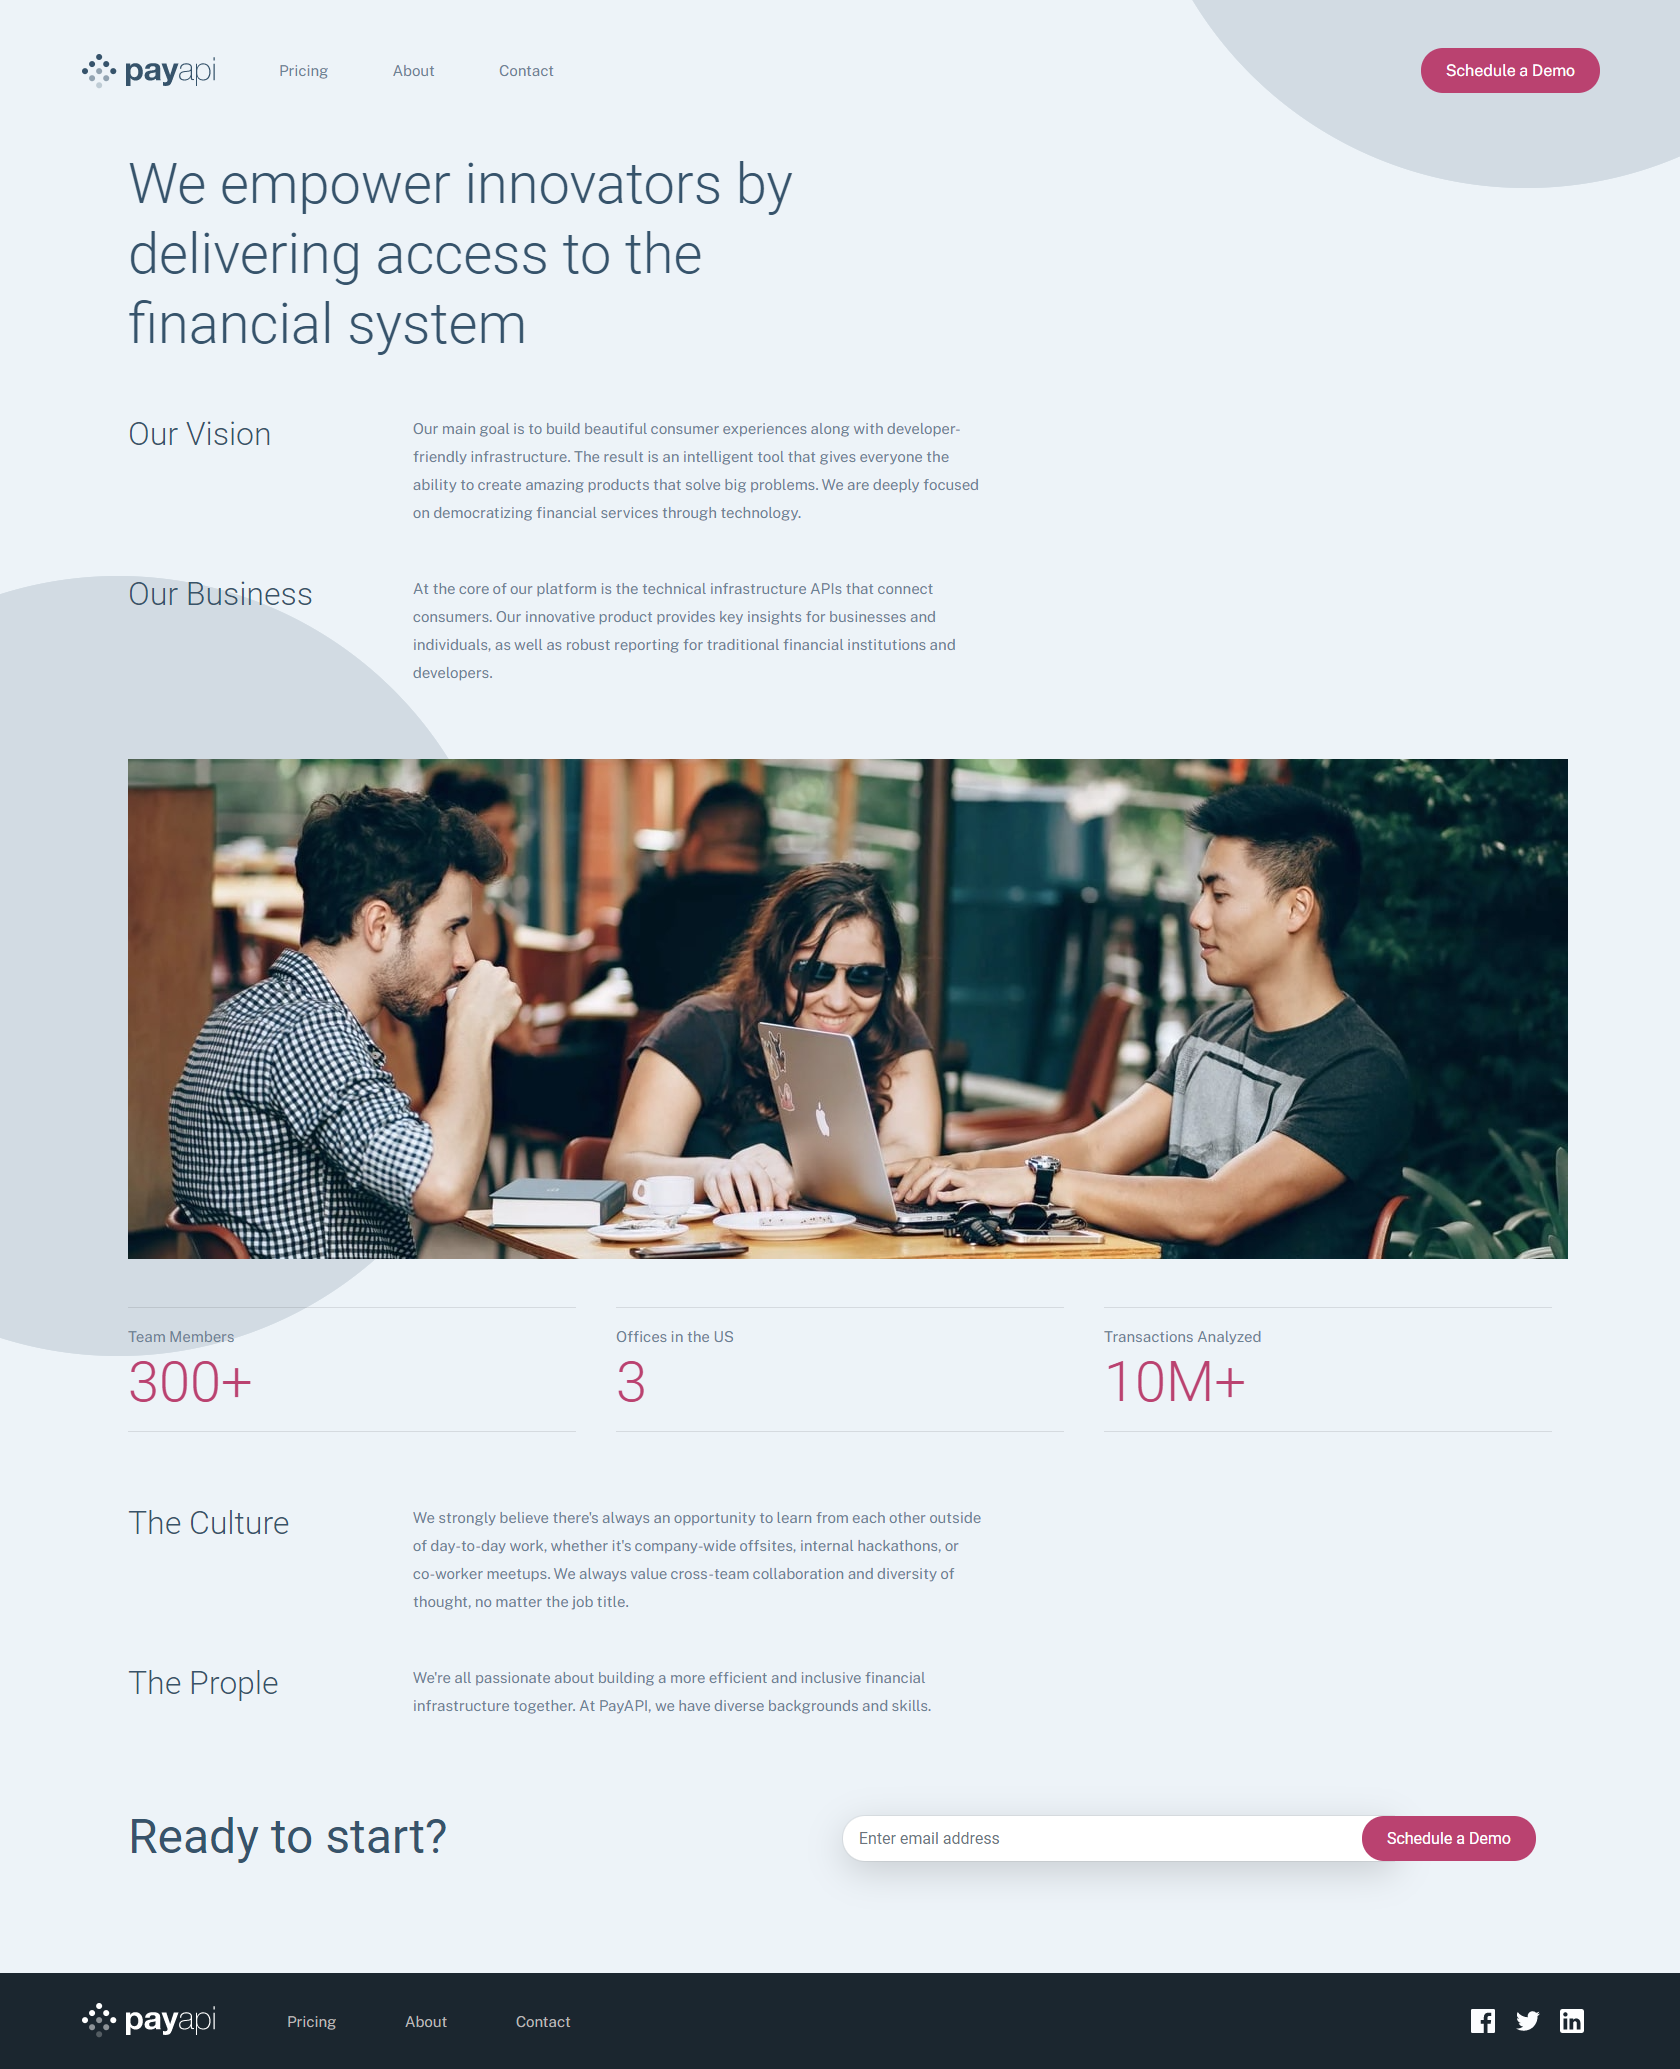 payapi Pricing About Contact Schedule a Demo
We empower innovators by
delivering access to the
financial system
Our Vision
Our main goal is to build beautiful consumer experiences along with developer-
friendly infrastructure. The result is an intelligent tool that gives everyone the
ability to create amazing products that solve big problems. We are deeply focused
on democratizing financial services through technology.
Our Business
At the core of our platform is the technical infrastructure APIs that connect
consumers. Our innovative product provides key insights for businesses and
individuals, as well as robust reporting for traditional financial institutions and
developers.
Team Members
300+
Offices in the US
3
Transactions Analyzed
10M+
The Culture
We strongly believe there's always an opportunity to learn from each other outside
of day-to-day work, whether it's company-wide offsites, internal hackathons, or
co-worker meetups. We always value cross-team collaboration and diversity of
thought, no matter the job title.
The Prople
We're all passionate about building a more efficient and inclusive financial
infrastructure together. At PayAPI, we have diverse backgrounds and skills.
Ready to start?
Enter email address Schedule a Demo
payapi Pricing About Contact